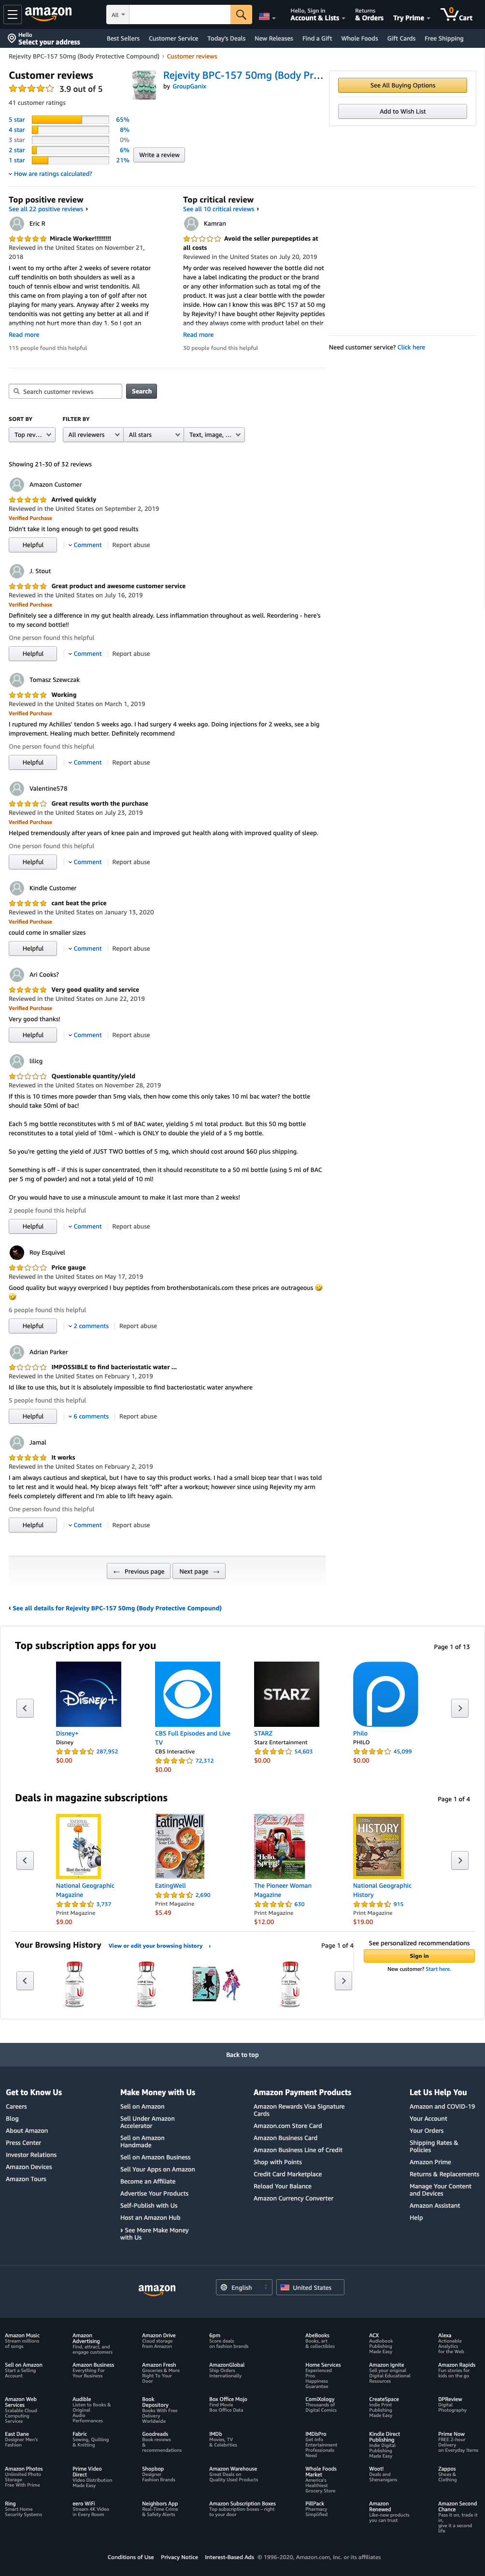 amazon
All
Hello, Sign in
Account & Lists
Returns
& Orders
Try Prime
0
Cart
Hello
Select your address
Best Sellers Customer Service Today's Deals New Releases Find a Gift Whole Foods Gift Cards Free Shipping
Rejevity BPC-157 50mg (Body Protective Compound) › Customer reviews
Customer reviews
3.9 out of 5
41 customer ratings
5 star 65%
4 star 8%
3 star 0%
2 star 6%
1 star 21%
How are ratings calculated?
Rejevity BPC-157 50mg (Body Pr…
by GroupGanix
Write a review
See All Buying Options
Add to Wish List
Top positive review
See all 22 positive reviews ›
Eric R
Miracle Worker!!!!!!!!!
Reviewed in the United States on November 21, 2018
I went to my ortho after 2 weeks of severe rotator
cuff tendinitis on both shoulders as well as a
touch of tennis elbow and wrist tendonitis. All
chronic pain from years of playing golf after not
playing for many years. Anyway after 2 weeks my
tendinitis was not getting any better at all and if
anything not hurt more than day 1. So I got an
Read more
115 people found this helpful
Top critical review
See all 10 critical reviews ›
Kamran
Avoid the seller purepeptides at
all costs
Reviewed in the United States on July 20, 2019
My order was received however the bottle did not
have a label indicating the product or the brand
or any other information such as total mg of the
product. It was just a clear bottle with the powder
inside. How can I know this was BPC 157 at 50 mg
by Rejevity? I have bought other Rejevity peptides
and they always come with product label on their
Read more
30 people found this helpful
Need customer service? Click here
Search customer reviews
Search
SORT BY
FILTER BY
Top rev...
All reviewers
All stars
Text, image, ...
Showing 21-30 of 32 reviews
Amazon Customer
Arrived quickly
Reviewed in the United States on September 2, 2019
Verified Purchase
Didn't take it long enough to get good results
Helpful
Comment
Report abuse
J. Stout
Great product and awesome customer service
Reviewed in the United States on July 16, 2019
Verified Purchase
Definitely see a difference in my gut health already. Less inflammation throughout as well. Reordering - here's
to my second bottle!!
One person found this helpful
Helpful
Comment
Report abuse
Tomasz Szewczak
Working
Reviewed in the United States on March 1, 2019
Verified Purchase
I ruptured my Achilles' tendon 5 weeks ago. I had surgery 4 weeks ago. Doing injections for 2 weeks, see a big
improvement. Healing much better. Definitely recommend
One person found this helpful
Helpful
Comment
Report abuse
Valentine578
Great results worth the purchase
Reviewed in the United States on July 23, 2019
Verified Purchase
Helped tremendously after years of knee pain and improved gut health along with improved quality of sleep.
One person found this helpful
Helpful
Comment
Report abuse
Kindle Customer
cant beat the price
Reviewed in the United States on January 13, 2020
Verified Purchase
could come in smaller sizes
Helpful
Comment
Report abuse
Ari Cooks?
Very good quality and service
Reviewed in the United States on June 22, 2019
Verified Purchase
Very good thanks!
Helpful
Comment
Report abuse
lilicg
Questionable quantity/yield
Reviewed in the United States on November 28, 2019
If this is 10 times more powder than 5mg vials, then how come this only takes 10 ml bac water? the bottle
should take 50ml of bac!
Each 5 mg bottle reconstitutes with 5 ml of BAC water, yielding 5 ml total product. But this 50 mg bottle
reconstitutes to a total yield of 10ml - which is ONLY to double the yield of a 5 mg bottle.
So you're getting the yield of JUST TWO bottles of 5 mg, which should cost around $60 plus shipping.
Something is off - if this is super concentrated, then it should reconstitute to a 50 ml bottle (using 5 ml of BAC
per 5 mg of powder) and not a total yield of 10 ml!
Or you would have to use a minuscule amount to make it last more than 2 weeks!
2 people found this helpful
Helpful
Comment
Report abuse
Roy Esquivel
Price gauge
Reviewed in the United States on May 17, 2019
Good quality but wayyy overpriced I buy peptides from brothersbotanicals.com these prices are outrageous
6 people found this helpful
Helpful
2 comments
Report abuse
Adrian Parker
IMPOSSIBLE to find bacteriostatic water ...
Reviewed in the United States on February 1, 2019
Id like to use this, but it is absolutely impossible to find bacteriostatic water anywhere
5 people found this helpful
Helpful
6 comments
Report abuse
Jamal
It works
Reviewed in the United States on February 2, 2019
I am always cautious and skeptical, but I have to say this product works. I had a small bicep tear that I was told
to let rest and it would heal. My bicep always felt "off" after a workout; however since using Rejevity my arm
feels completely different and I'm able to lift heavy again.
One person found this helpful
Helpful
Comment
Report abuse
← Previous page
Next page →
‹ See all details for Rejevity BPC-157 50mg (Body Protective Compound)
Top subscription apps for you
Page 1 of 13
Disney+
STARZ
Disney+
Disney
287,952
$0.00
CBS Full Episodes and Live
TV
CBS Interactive
72,312
$0.00
STARZ
Starz Entertainment
54,603
$0.00
Philo
PHILO
45,099
$0.00
Deals in magazine subscriptions
Page 1 of 4
EatingWell
The Pioneer Woman
HISTORY
National Geographic
Magazine
3,737
Print Magazine
$9.00
EatingWell
2,690
Print Magazine
$5.49
The Pioneer Woman
Magazine
630
Print Magazine
$12.00
National Geographic
History
915
Print Magazine
$19.00
Your Browsing History
View or edit your browsing history ›
Page 1 of 4
See personalized recommendations
Sign in
New customer? Start here.
Back to top
Get to Know Us
Careers
Blog
About Amazon
Press Center
Investor Relations
Amazon Devices
Amazon Tours
Make Money with Us
Sell on Amazon
Sell Under Amazon
Accelerator
Sell on Amazon
Handmade
Sell on Amazon Business
Sell Your Apps on Amazon
Become an Affiliate
Advertise Your Products
Self-Publish with Us
Host an Amazon Hub
› See More Make Money
with Us
Amazon Payment Products
Amazon Rewards Visa Signature
Cards
Amazon.com Store Card
Amazon Business Card
Amazon Business Line of Credit
Shop with Points
Credit Card Marketplace
Reload Your Balance
Amazon Currency Converter
Let Us Help You
Amazon and COVID-19
Your Account
Your Orders
Shipping Rates &
Policies
Amazon Prime
Returns & Replacements
Manage Your Content
and Devices
Amazon Assistant
Help
amazon
English
United States
Amazon Music
Stream millions
of songs
Amazon
Advertising
Find, attract, and
engage customers
Amazon Drive
Cloud storage
from Amazon
6pm
Score deals
on fashion brands
AbeBooks
Books, art
& collectibles
ACX
Audiobook
Publishing
Made Easy
Alexa
Actionable
Analytics
for the Web
Sell on Amazon
Start a Selling
Account
Amazon Business
Everything For
Your Business
Amazon Fresh
Groceries & More
Right To Your
Door
AmazonGlobal
Ship Orders
Internationally
Home Services
Experienced
Pros
Happiness
Guarantee
Amazon Ignite
Sell your original
Digital Educational
Resources
Amazon Rapids
Fun stories for
kids on the go
Amazon Web
Services
Scalable Cloud
Computing
Services
Audible
Listen to Books &
Original
Audio
Performances
Book
Depository
Books With Free
Delivery
Worldwide
Box Office Mojo
Find Movie
Box Office Data
ComiXology
Thousands of
Digital Comics
CreateSpace
Indie Print
Publishing
Made Easy
DPReview
Digital
Photography
East Dane
Designer Men's
Fashion
Fabric
Sewing, Quilting
& Knitting
Goodreads
Book reviews
&
recommendations
IMDb
Movies, TV
& Celebrities
IMDbPro
Get Info
Entertainment
Professionals
Need
Kindle Direct
Publishing
Indie Digital
Publishing
Made Easy
Prime Now
FREE 2-hour
Delivery
on Everyday Items
Amazon Photos
Unlimited Photo
Storage
Free With Prime
Prime Video
Direct
Video Distribution
Made Easy
Shopbop
Designer
Fashion Brands
Amazon Warehouse
Great Deals on
Quality Used Products
Whole Foods
Market
America's
Healthiest
Grocery Store
Woot!
Deals and
Shenanigans
Zappos
Shoes &
Clothing
Ring
Smart Home
Security Systems
eero WiFi
Stream 4K Video
in Every Room
Neighbors App
Real-Time Crime
& Safety Alerts
Amazon Subscription Boxes
Top subscription boxes – right
to your door
PillPack
Pharmacy
Simplified
Amazon
Renewed
Like-new products
you can trust
Amazon Second
Chance
Pass it on, trade it
in,
give it a second
life
Conditions of Use Privacy Notice Interest-Based Ads © 1996-2020, Amazon.com, Inc. or its affiliates